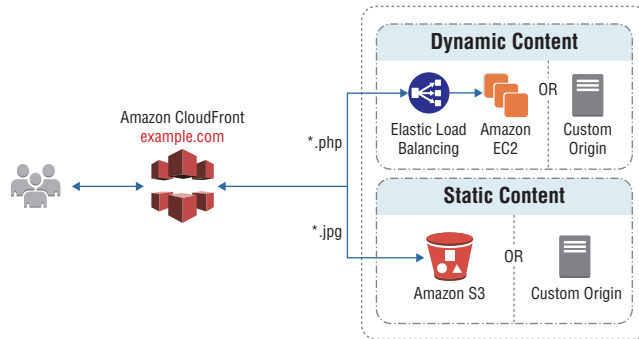 Dynamic Content
Amazon CloudFront
example.com
*.php
Elastic Load
Balancing
Amazon
EC2
OR
Custom
Origin
Static Content
*.jpg
Amazon S3
OR
Custom Origin